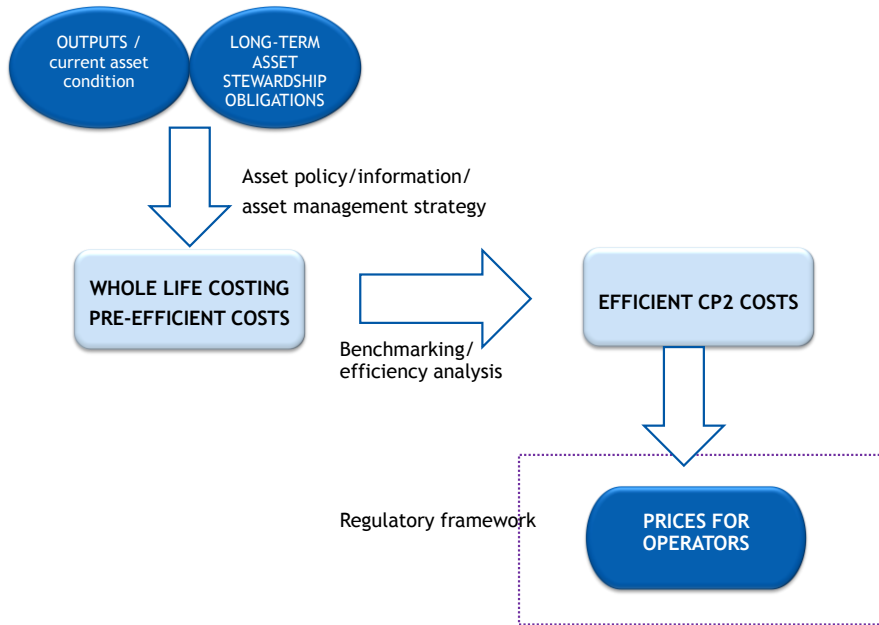 OUTPUTS /
current asset
condition
LONG-TERM
ASSET
STEWARDSHIP
OBLIGATIONS
Asset policy/information/
asset management strategy
WHOLE LIFE COSTING
PRE-EFFICIENT COSTS
Benchmarking/
efficiency analysis
EFFICIENT CP2 COSTS
Regulatory framework
PRICES FOR
OPERATORS